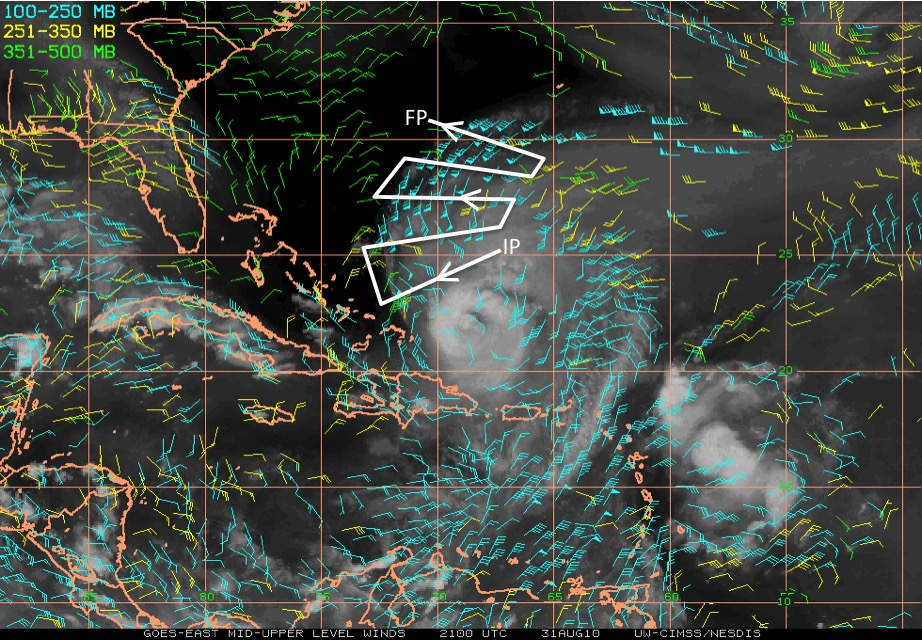 100-250 MB
251-350 MB
351-500 MB
35
FP
30
IP
25
20
15
85
80
75
70
65
60
10
GOES-EAST MID-UPPER LEVEL WINDS 2100 UTC 31AUG10 UW-CIMSS/NESDIS